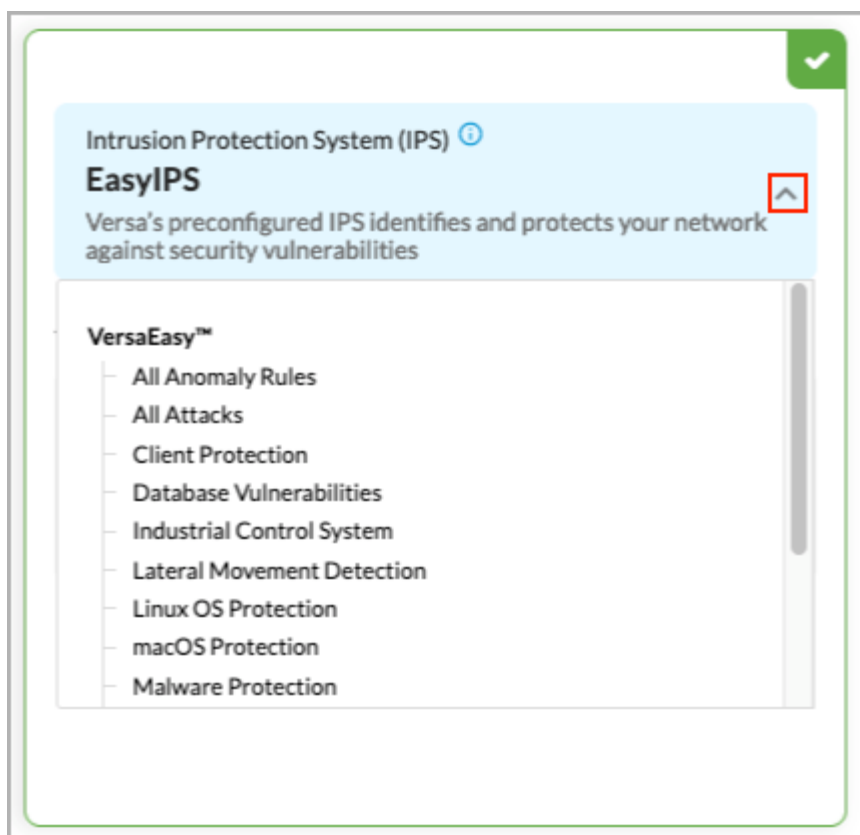 Intrusion Protection System (IPS)
EasyIPS
Versa's preconfigured IPS identifies and protects your network
against security vulnerabilities
VersaEasy™
All Anomaly Rules
All Attacks
Client Protection
Database Vulnerabilities
Industrial Control System
Lateral Movement Detection
Linux OS Protection
macOS Protection
Malware Protection